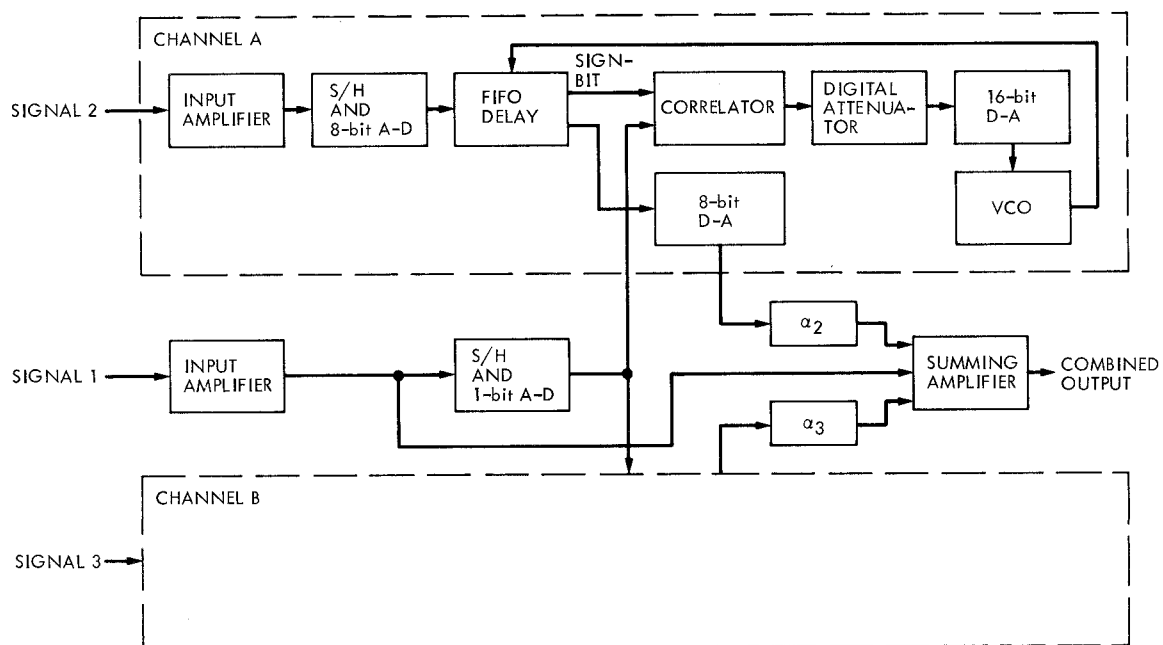 CHANNEL A
SIGNAL 2
INPUT
AMPLIFIER
S/H
AND
8-bit A-D
FIFO
DELAY
SIGN-
BIT
CORRELATOR
DIGITAL
ATTENUA-
TOR
16-bit
D-A
8-bit
D-A
VCO
SIGNAL 1
INPUT
AMPLIFIER
S/H
AND
1-bit A-D
α2
SUMMING
AMPLIFIER
COMBINED
OUTPUT
α3
CHANNEL B
SIGNAL 3